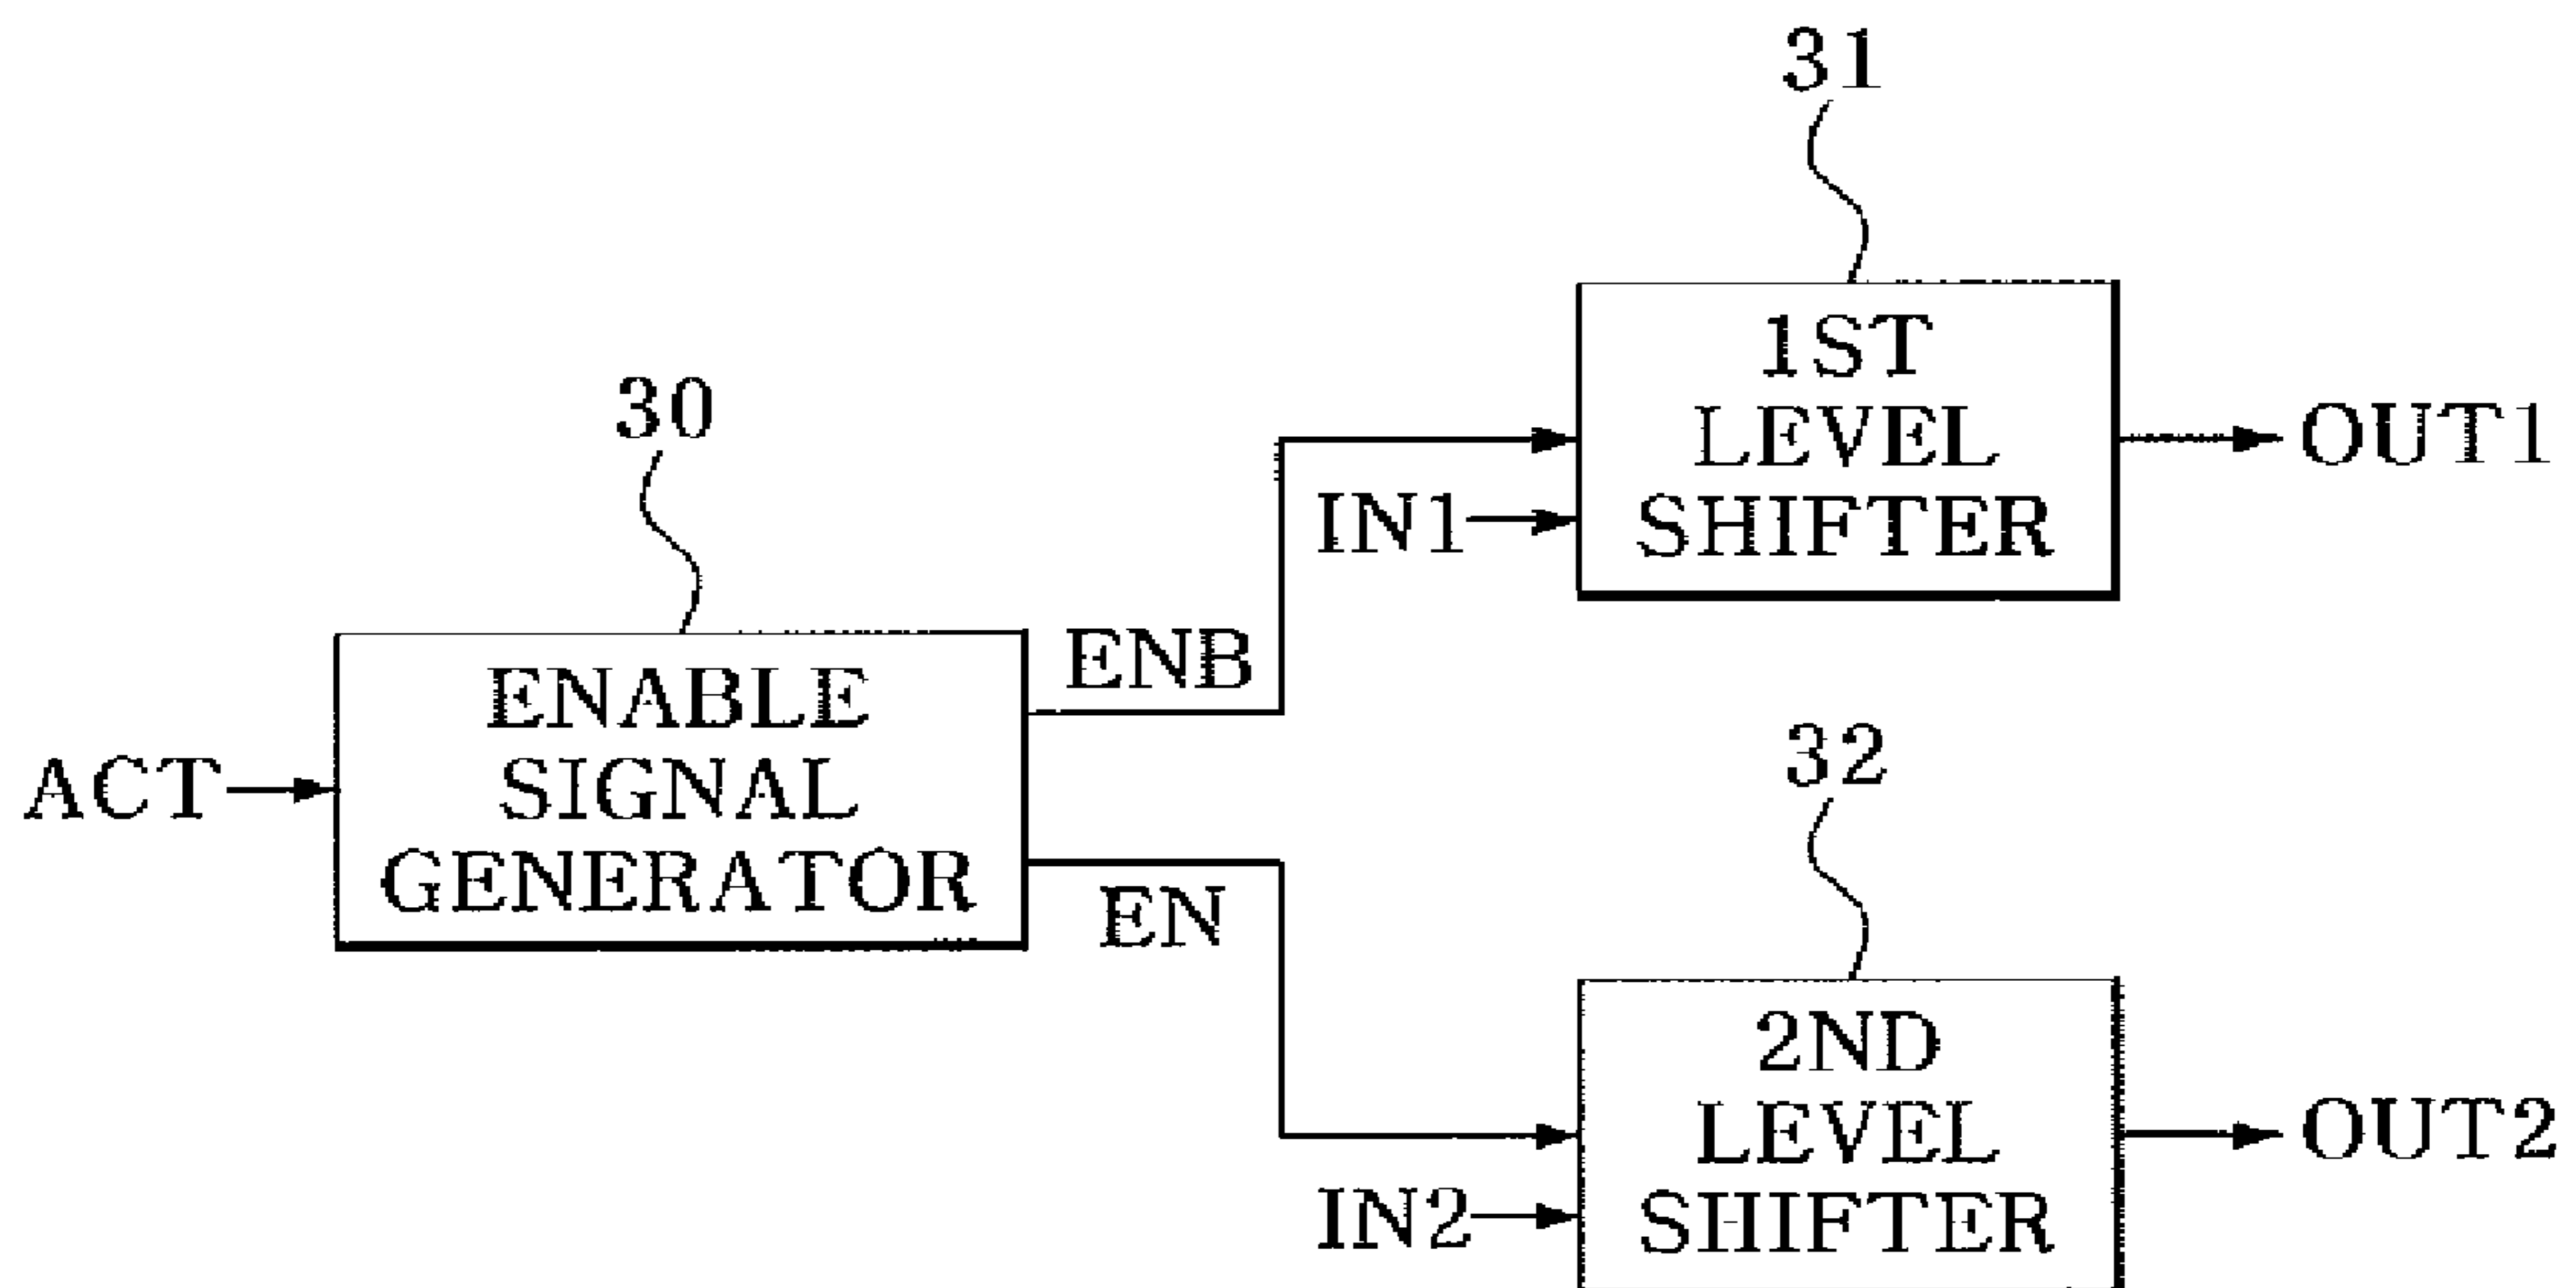 31
1ST
LEVEL
SHIFTER
OUT1
IN1
30
ENB
ENABLE
SIGNAL
GENERATOR
ACT
EN
32
2ND
LEVEL
SHIFTER
OUT2
IN2